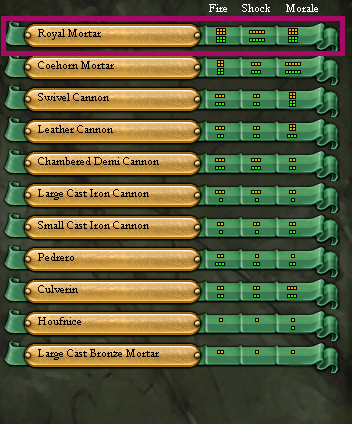 Fire Shock Morale
Royal Mortar
Coehorn Mortar
Swivel Cannon
Leather Cannon
Chambered Demi Cannon
Large Cast Iron Cannon
Small Cast Iron Cannon
Pedrero
Culverin
Houfnice
Large Cast Bronze Mortar